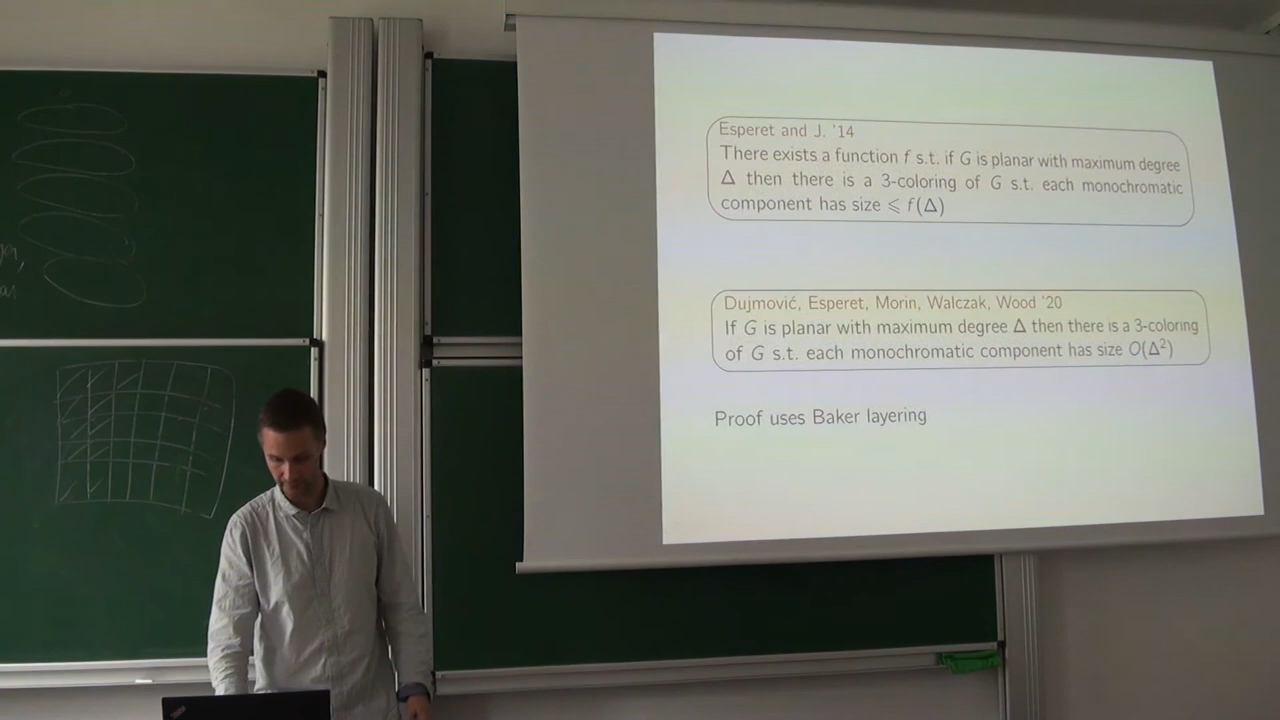 Esperet and J. '14
There exists a function f s.t. if G is planar with maximum degree
Δ then there is a 3-coloring of G s.t. each monochromatic
component has size ⩽ f(Δ)
Dujmović, Esperet, Morin, Walczak, Wood '20
If G is planar with maximum degree Δ then there is a 3-coloring
of G s.t. each monochromatic component has size O(Δ²)
Proof uses Baker layering